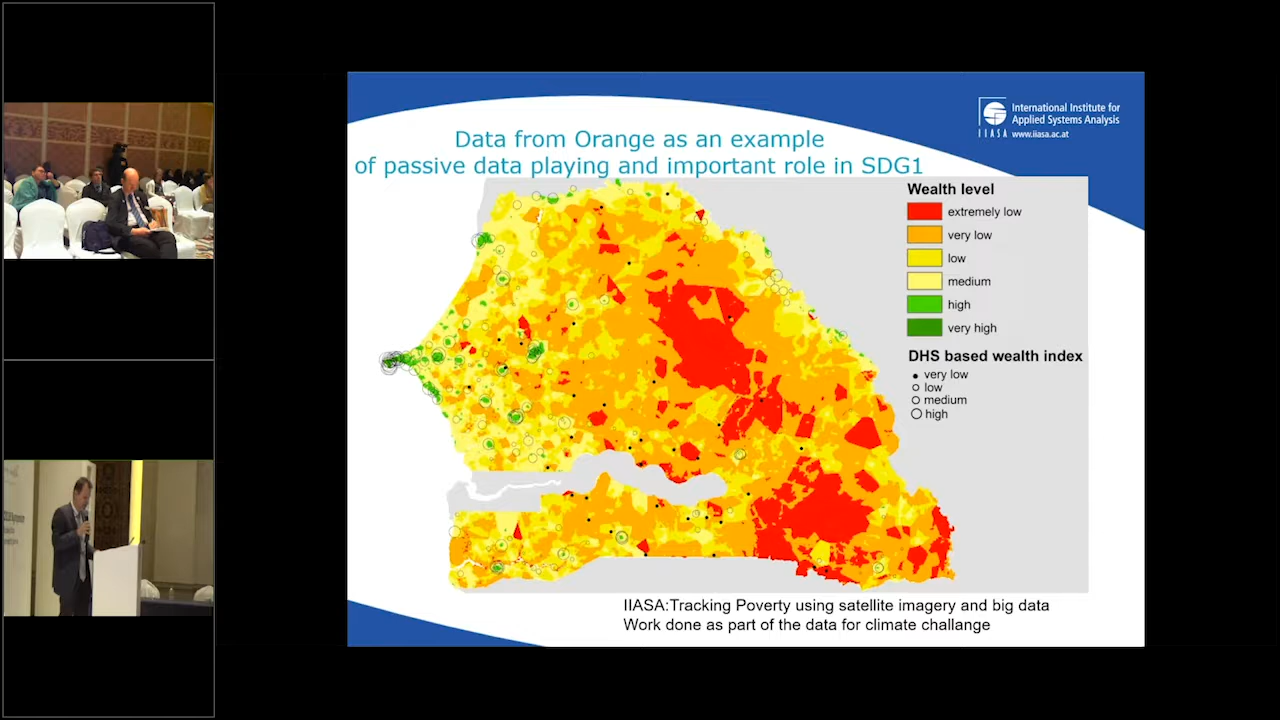 International Institute for
Applied Systems Analysis
IIASA www.iiasa.ac.at
Data from Orange as an example
of passive data playing and important role in SDG1
Wealth level
extremely low
very low
low
medium
high
very high
DHS based wealth index
very low
low
medium
high
IIASA:Tracking Poverty using satellite imagery and big data
Work done as part of the data for climate challange